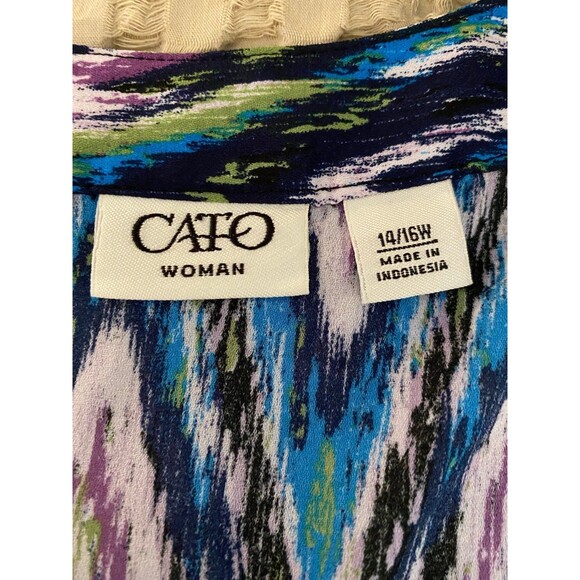 CATO
WOMAN
14/16W
MADE IN
INDONESIA